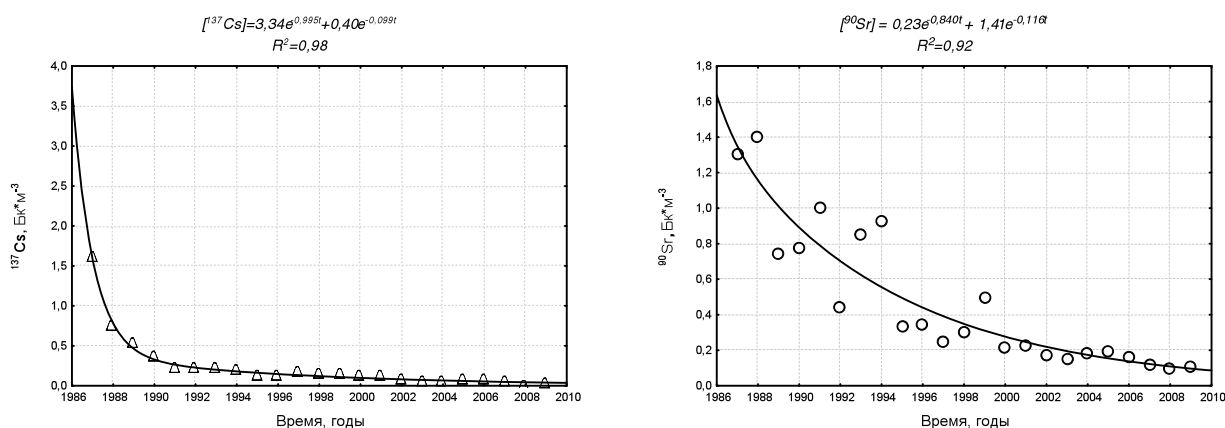 [¹³⁷Cs]=3,34e⁰,⁹⁹⁵ᵗ+0,40e⁻⁰,⁰⁹⁹ᵗ
R²=0,98
4,0
3,5
3,0
2,5
2,0
1,5
1,0
0,5
0,0
¹³⁷Cs, Бк*м⁻³
1986 1988 1990 1992 1994 1996 1998 2000 2002 2004 2006 2008 2010
Время, годы
[⁹⁰Sr] = 0,23e⁰,⁸⁴⁰ᵗ + 1,41e⁻⁰,¹¹⁶ᵗ
R²=0,92
1,8
1,6
1,4
1,2
1,0
0,8
0,6
0,4
0,2
0,0
⁹⁰Sr, Бк*м⁻³
1986 1988 1990 1992 1994 1996 1998 2000 2002 2004 2006 2008 2010
Время, годы